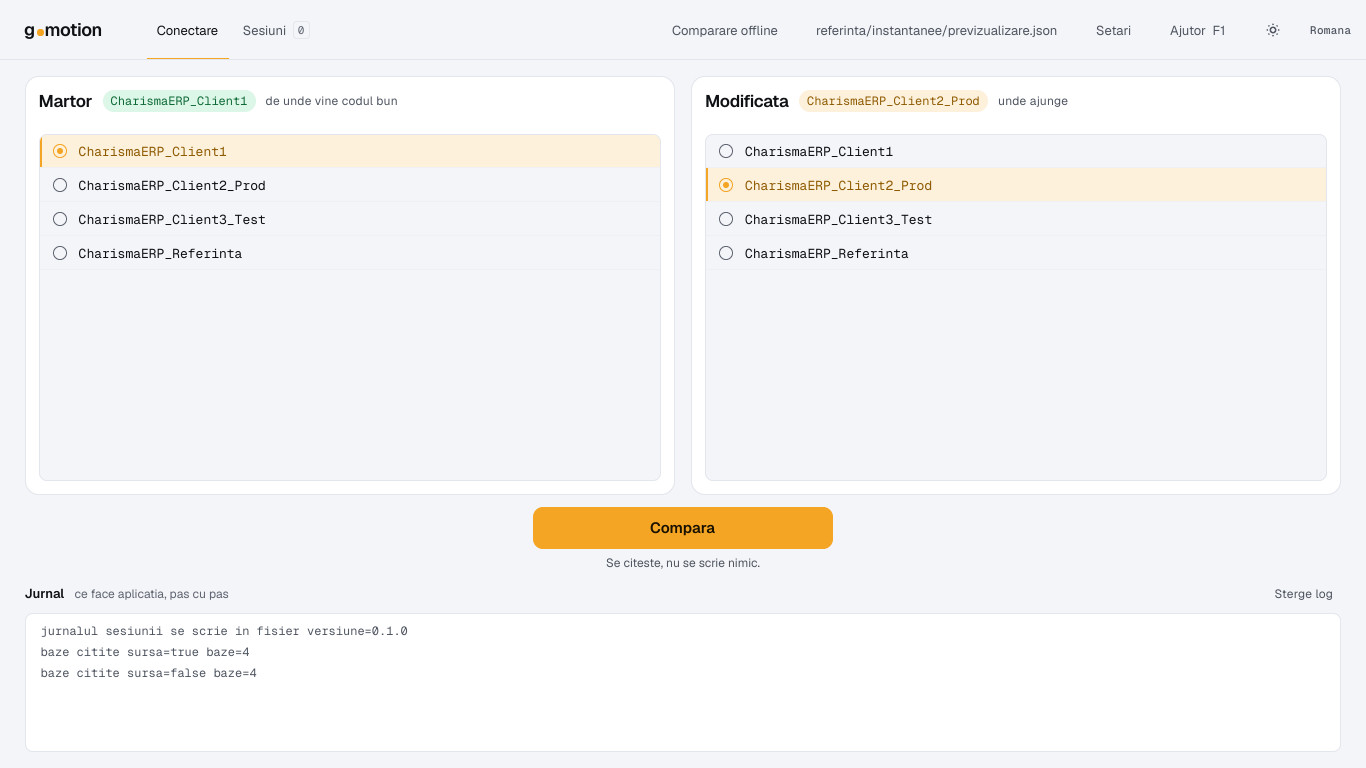 g.motion
Conectare
Sesiuni 0
Comparare offline
referinta/instantanee/previzualizare.json
Setari
Ajutor F1
Romana
Martor CharismaERP_Client1 de unde vine codul bun
CharismaERP_Client1
CharismaERP_Client2_Prod
CharismaERP_Client3_Test
CharismaERP_Referinta
Modificata CharismaERP_Client2_Prod unde ajunge
CharismaERP_Client1
CharismaERP_Client2_Prod
CharismaERP_Client3_Test
CharismaERP_Referinta
Compara
Se citeste, nu se scrie nimic.
Jurnal ce face aplicatia, pas cu pas
Sterge log
jurnalul sesiunii se scrie in fisier versiune=0.1.0
baze citite sursa=true baze=4
baze citite sursa=false baze=4